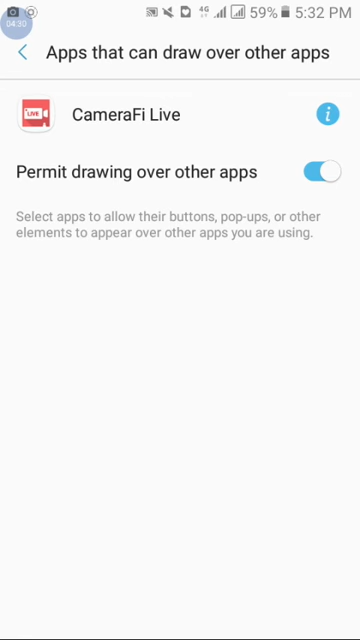 04:30
4G
59%
5:32 PM
Apps that can draw over other apps
LIVE
CameraFi Live
i
Permit drawing over other apps
Select apps to allow their buttons, pop-ups, or other
elements to appear over other apps you are using.